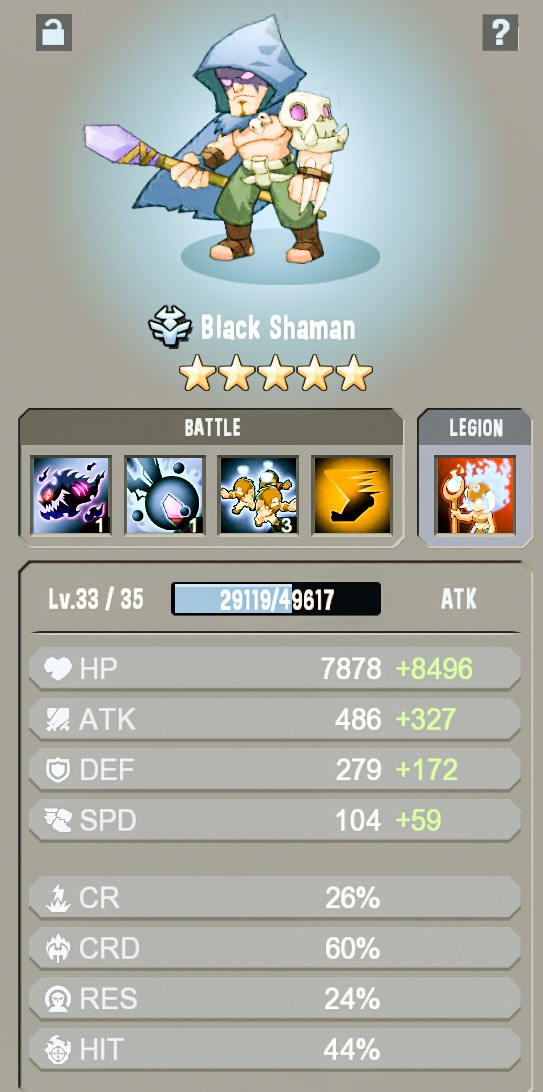 ?
Black Shaman
BATTLE
LEGION
1
1
3
Lv.33 / 35
29119/49617
ATK
HP 7878 +8496
ATK 486 +327
DEF 279 +172
SPD 104 +59
CR 26%
CRD 60%
RES 24%
HIT 44%